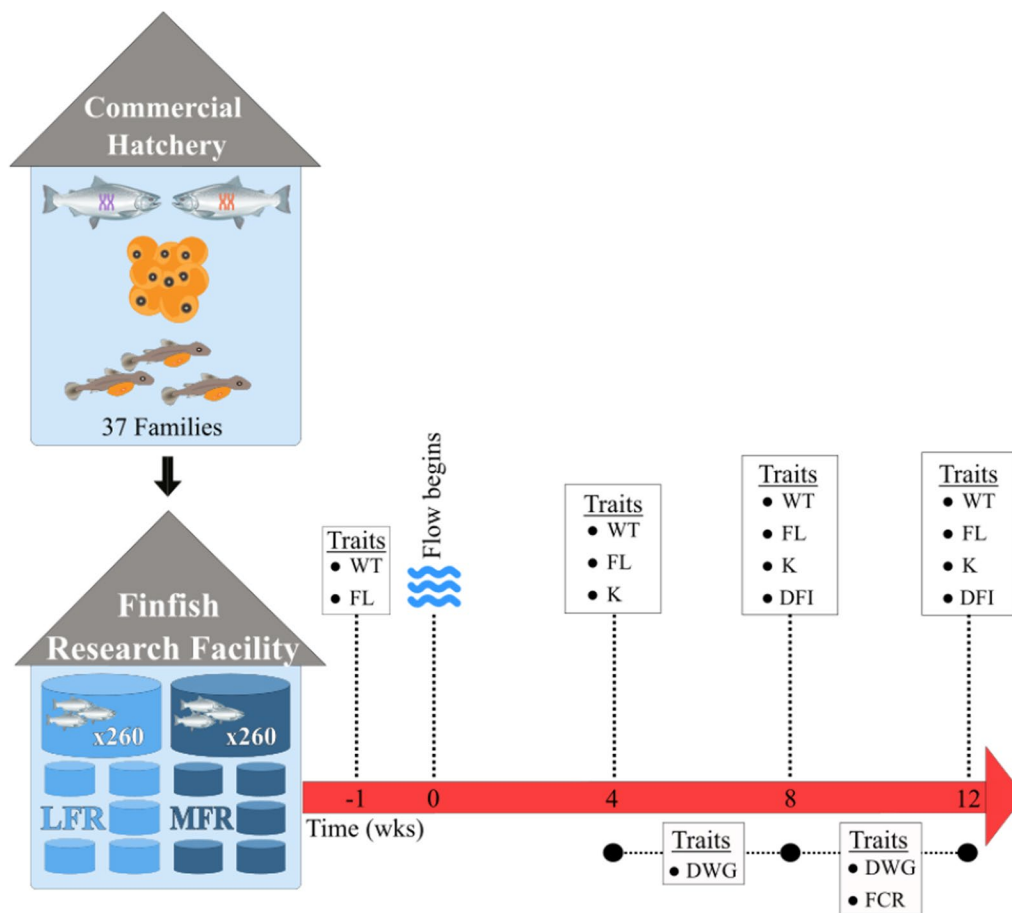 Commercial
Hatchery
XX
XX
37 Families
Finfish
Research Facility
x260
x260
LFR
MFR
Traits
• WT
• FL
Flow begins
Traits
• WT
• FL
• K
Traits
• WT
• FL
• K
• DFI
Traits
• WT
• FL
• K
• DFI
-1
0
4
8
12
Time (wks)
Traits
• DWG
Traits
• DWG
• FCR